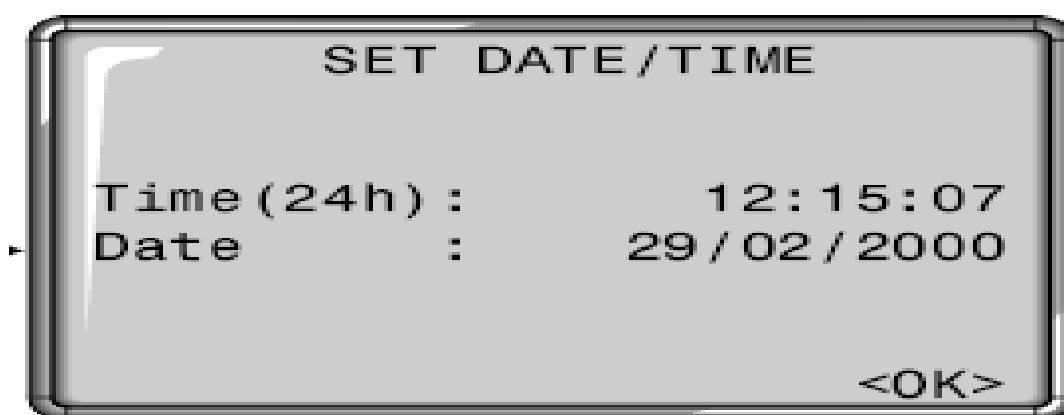 SET DATE/TIME
Time(24h): 12:15:07
Date : 29/02/2000
<OK>